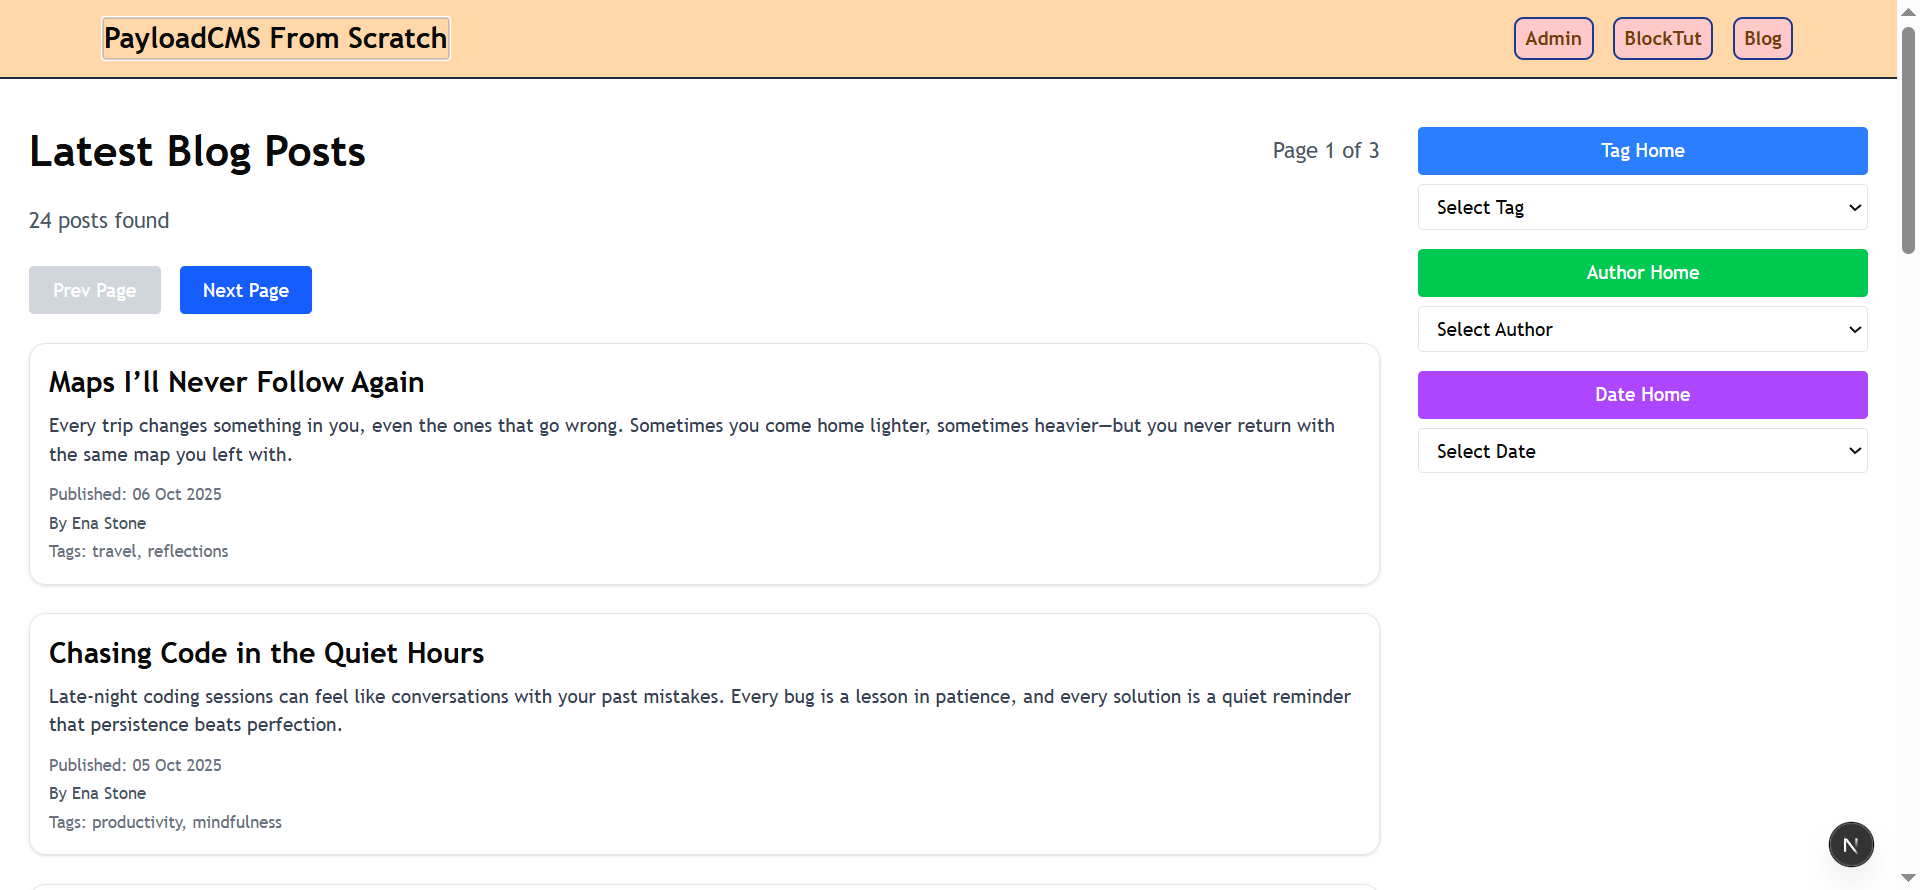 PayloadCMS From Scratch
Admin
BlockTut
Blog
Latest Blog Posts
Page 1 of 3
24 posts found
Prev Page
Next Page
Maps I’ll Never Follow Again
Every trip changes something in you, even the ones that go wrong. Sometimes you come home lighter, sometimes heavier—but you never return with
the same map you left with.
Published: 06 Oct 2025
By Ena Stone
Tags: travel, reflections
Chasing Code in the Quiet Hours
Late-night coding sessions can feel like conversations with your past mistakes. Every bug is a lesson in patience, and every solution is a quiet reminder
that persistence beats perfection.
Published: 05 Oct 2025
By Ena Stone
Tags: productivity, mindfulness
Tag Home
Select Tag
Author Home
Select Author
Date Home
Select Date
N